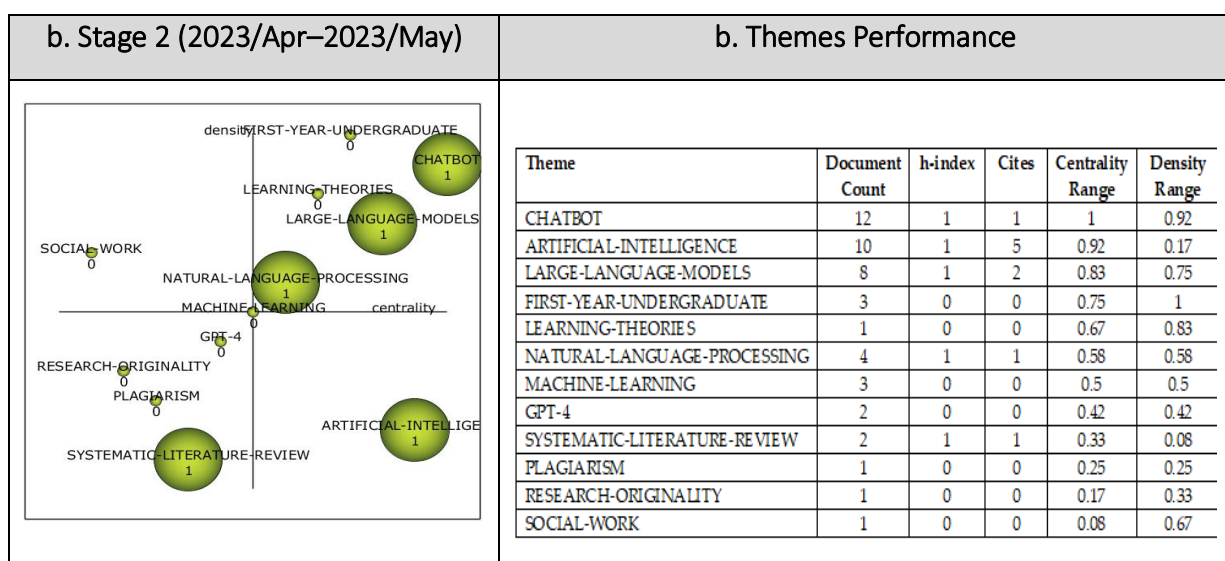 b. Stage 2 (2023/Apr–2023/May)
b. Themes Performance
density
FIRST-YEAR-UNDERGRADUATE
0
CHATBOT
1
LEARNING-THEORIES
0
LARGE-LANGUAGE-MODELS
1
SOCIAL-WORK
0
NATURAL-LANGUAGE-PROCESSING
1
MACHINE-LEARNING
0
centrality
GPT-4
0
RESEARCH-ORIGINALITY
0
PLAGIARISM
0
ARTIFICIAL-INTELLIGE
1
SYSTEMATIC-LITERATURE-REVIEW
1
Theme Document Count h-index Cites Centrality Range Density Range
CHATBOT 12 1 1 1 0.92
ARTIFICIAL-INTELLIGENCE 10 1 5 0.92 0.17
LARGE-LANGUAGE-MODELS 8 1 2 0.83 0.75
FIRST-YEAR-UNDERGRADUATE 3 0 0 0.75 1
LEARNING-THEORIES 1 0 0 0.67 0.83
NATURAL-LANGUAGE-PROCESSING 4 1 1 0.58 0.58
MACHINE-LEARNING 3 0 0 0.5 0.5
GPT-4 2 0 0 0.42 0.42
SYSTEMATIC-LITERATURE-REVIEW 2 1 1 0.33 0.08
PLAGIARISM 1 0 0 0.25 0.25
RESEARCH-ORIGINALITY 1 0 0 0.17 0.33
SOCIAL-WORK 1 0 0 0.08 0.67